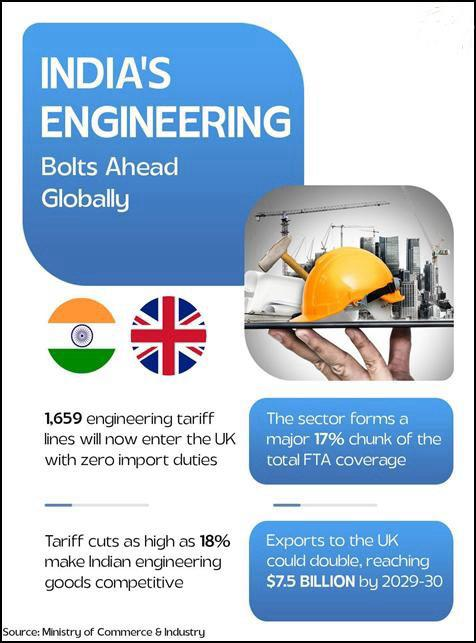 INDIA'S
ENGINEERING
Bolts Ahead
Globally
1,659 engineering tariff
lines will now enter the UK
with zero import duties
The sector forms a
major 17% chunk of the
total FTA coverage
Tariff cuts as high as 18%
make Indian engineering
goods competitive
Exports to the UK
could double, reaching
$7.5 BILLION by 2029-30
Source: Ministry of Commerce & Industry